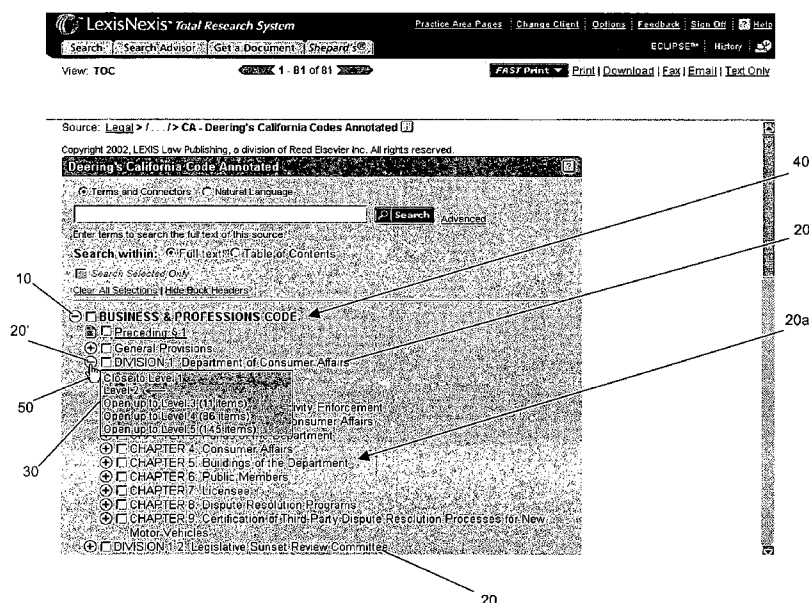 LexisNexis™ Total Research System
Practice Area Pages Change Client Options Feedback Sign Off ? Help
Search Search Advisor Get a Document Shepard's®
ECLIPSE™ History
View: TOC
1 - 81 of 81
FAST Print Print | Download | Fax | Email | Text Only
Source: Legal > /. . ./ > CA - Deering's California Codes Annotated i
Copyright 2002, LEXIS Law Publishing, a division of Reed Elsevier Inc. All rights reserved.
Deering's California Code Annotated
40
Terms and Connectors Natural Language
Search Advanced
Enter terms to search the full text of this source
20
Search within: Full text Table of Contents
10
Search Selected Only
Clear All Selections | Hide Book Headers
BUSINESS & PROFESSIONS CODE
20a
20'
Preceding § 1
General Provisions
DIVISION 1. Department of Consumer Affairs
Close to Level 1
Level 2
50
Open up to Level 3 (11 items)
ivity Enforcement
Open up to Level 4 (86 items)
onsumer Affairs
Open up to Level 5 (145 items)
artment
30
CHAPTER 4. Consumer Affairs
CHAPTER 5. Buildings of the Department
CHAPTER 6. Public Members
CHAPTER 7. Licensee
CHAPTER 8. Dispute Resolution Programs
CHAPTER 9. Certification of Third-Party Dispute Resolution Processes for New
Motor Vehicles
DIVISION 1.2. Legislative Sunset Review Committee
20